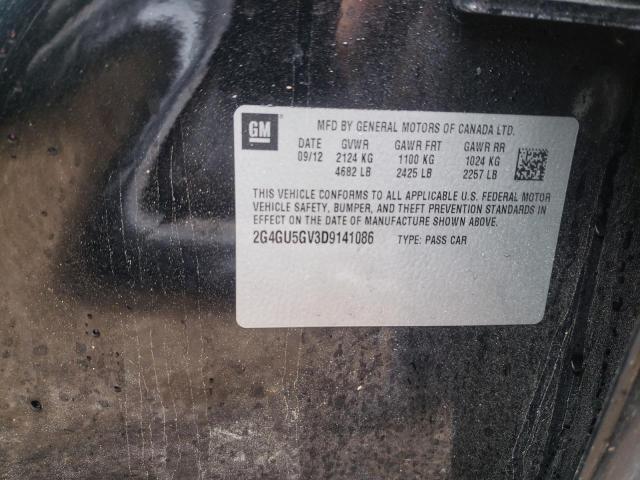 GM
MFD BY GENERAL MOTORS OF CANADA LTD.
DATE GVWR GAWR FRT GAWR RR
09/12 2124 KG 1100 KG 1024 KG
4682 LB 2425 LB 2257 LB
THIS VEHICLE CONFORMS TO ALL APPLICABLE U.S. FEDERAL MOTOR
VEHICLE SAFETY, BUMPER, AND THEFT PREVENTION STANDARDS IN
EFFECT ON THE DATE OF MANUFACTURE SHOWN ABOVE.
2G4GU5GV3D9141086 TYPE: PASS CAR